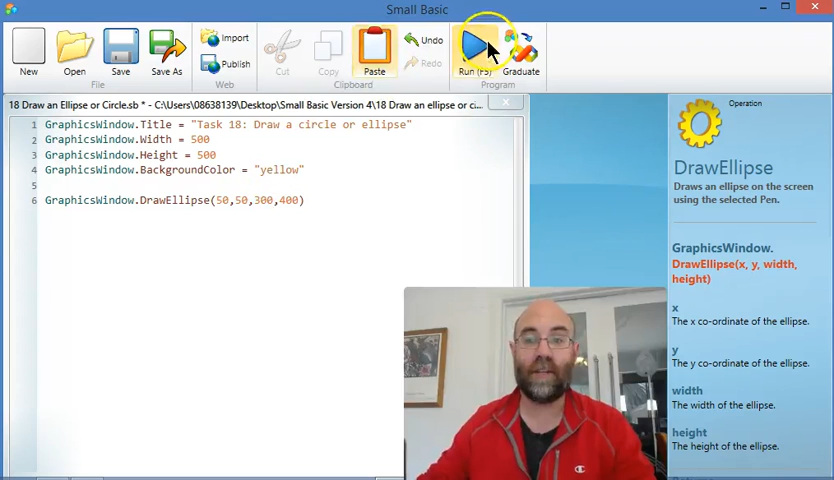 Small Basic
New
Open
Save
Save As
Import
Publish
Cut
Copy
Paste
Undo
Redo
Run (F5)
Graduate
File
Web
Clipboard
Program
18 Draw an Ellipse or Circle.sb * - C:\Users\08638139\Desktop\Small Basic Version 4\18 Draw an ellipse or ci...
1 GraphicsWindow.Title = "Task 18: Draw a circle or ellipse"
2 GraphicsWindow.Width = 500
3 GraphicsWindow.Height = 500
4 GraphicsWindow.BackgroundColor = "yellow"
5
6 GraphicsWindow.DrawEllipse(50,50,300,400)
Operation
DrawEllipse
Draws an ellipse on the screen
using the selected Pen.
GraphicsWindow.
DrawEllipse(x, y, width,
height)
x
The x co-ordinate of the ellipse.
y
The y co-ordinate of the ellipse.
width
The width of the ellipse.
height
The height of the ellipse.